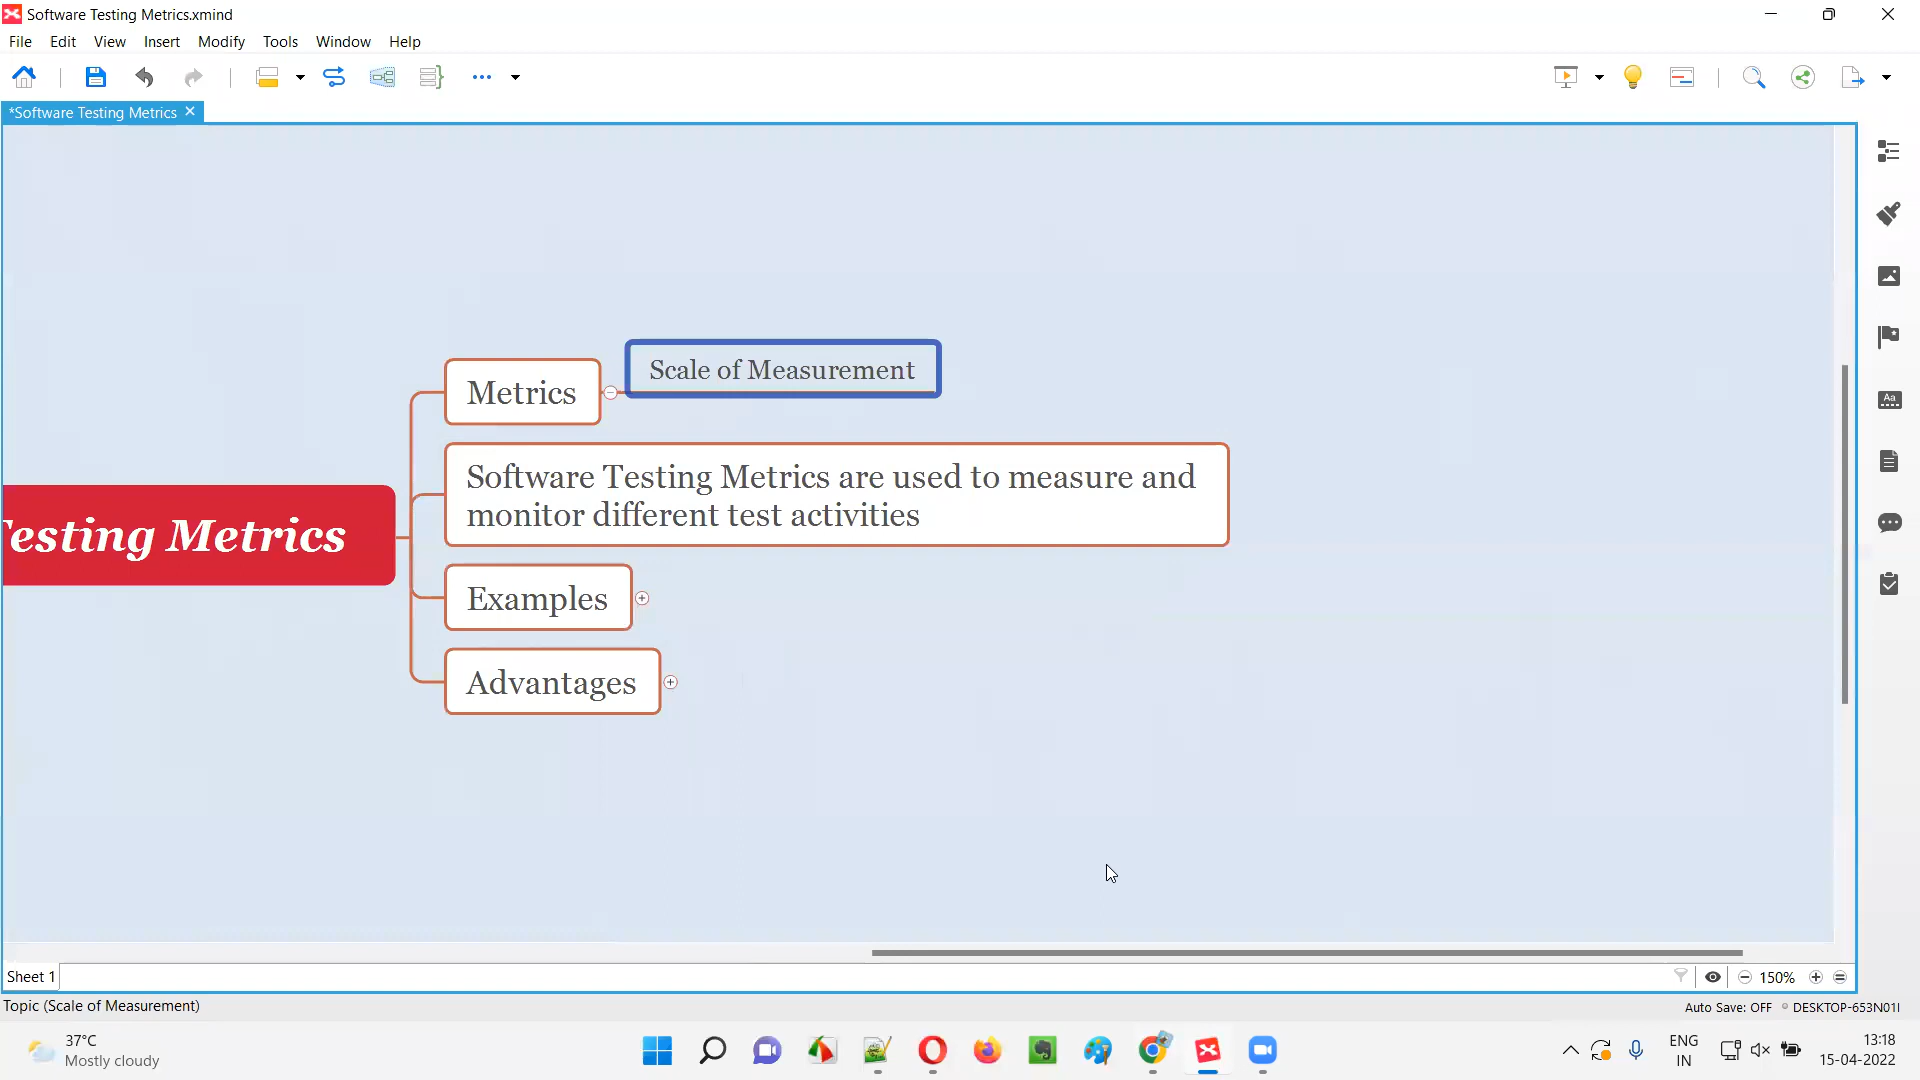 Software Testing Metrics.xmind
File Edit View Insert Modify Tools Window Help
*Software Testing Metrics
Scale of Measurement
Metrics
Software Testing Metrics are used to measure and
monitor different test activities
Testing Metrics
Examples
Advantages
Aa
Sheet 1
150%
Topic (Scale of Measurement)
Auto Save: OFF DESKTOP-653N01I
37°C
Mostly cloudy
ENG
IN
13:18
15-04-2022